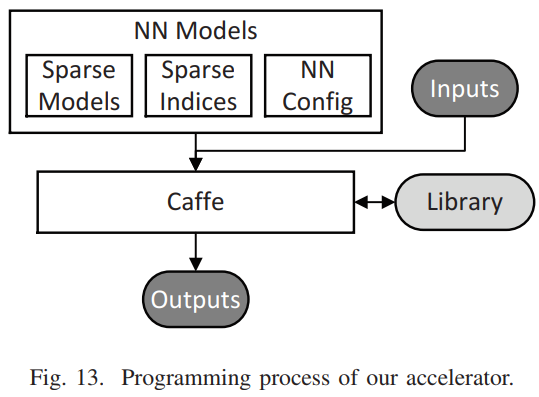 NN Models
Sparse
Models
Sparse
Indices
NN
Config
Inputs
Caffe
Library
Outputs
Fig. 13. Programming process of our accelerator.